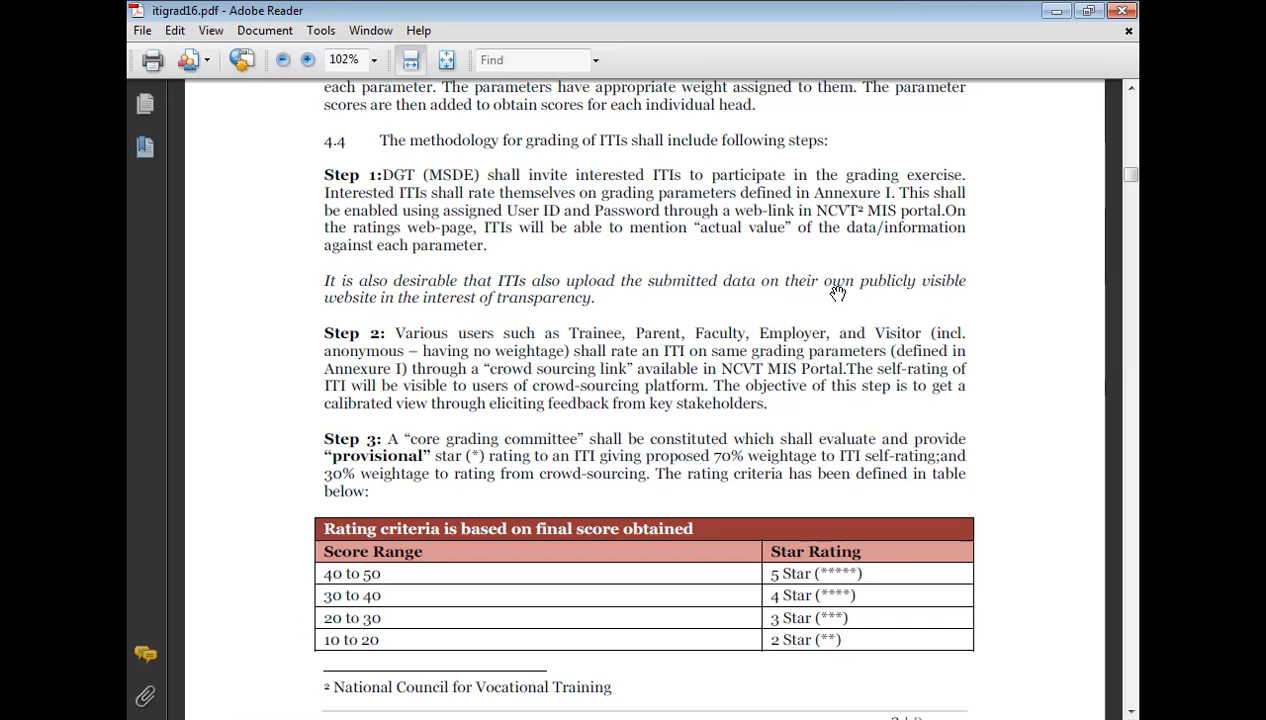 itigrad16.pdf - Adobe Reader
File Edit View Document Tools Window Help
102% Find
each parameter. The parameters have appropriate weight assigned to them. The parameter
scores are then added to obtain scores for each individual head.
4.4 The methodology for grading of ITIs shall include following steps:
Step 1:DGT (MSDE) shall invite interested ITIs to participate in the grading exercise.
Interested ITIs shall rate themselves on grading parameters defined in Annexure I. This shall
be enabled using assigned User ID and Password through a web-link in NCVT² MIS portal.On
the ratings web-page, ITIs will be able to mention “actual value” of the data/information
against each parameter.
It is also desirable that ITIs also upload the submitted data on their own publicly visible
website in the interest of transparency.
Step 2: Various users such as Trainee, Parent, Faculty, Employer, and Visitor (incl.
anonymous – having no weightage) shall rate an ITI on same grading parameters (defined in
Annexure I) through a “crowd sourcing link” available in NCVT MIS Portal.The self-rating of
ITI will be visible to users of crowd-sourcing platform. The objective of this step is to get a
calibrated view through eliciting feedback from key stakeholders.
Step 3: A “core grading committee” shall be constituted which shall evaluate and provide
“provisional” star (*) rating to an ITI giving proposed 70% weightage to ITI self-rating;and
30% weightage to rating from crowd-sourcing. The rating criteria has been defined in table
below:
Rating criteria is based on final score obtained
Score Range Star Rating
40 to 50 5 Star (*****)
30 to 40 4 Star (****)
20 to 30 3 Star (***)
10 to 20 2 Star (**)
² National Council for Vocational Training